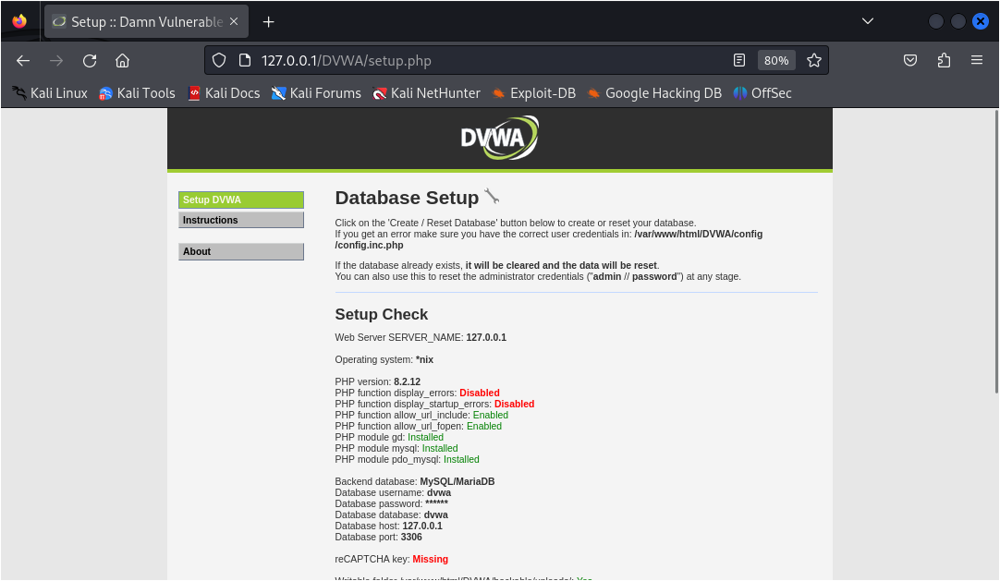 Setup :: Damn Vulnerable
127.0.0.1/DVWA/setup.php
80%
Kali Linux
Kali Tools
Kali Docs
Kali Forums
Kali NetHunter
Exploit-DB
Google Hacking DB
OffSec
DVWA
Setup DVWA
Instructions
About
Database Setup
Click on the 'Create / Reset Database' button below to create or reset your database.
If you get an error make sure you have the correct user credentials in: /var/www/html/DVWA/config
/config.inc.php
If the database already exists, it will be cleared and the data will be reset.
You can also use this to reset the administrator credentials ("admin // password") at any stage.
Setup Check
Web Server SERVER_NAME: 127.0.0.1
Operating system: *nix
PHP version: 8.2.12
PHP function display_errors: Disabled
PHP function display_startup_errors: Disabled
PHP function allow_url_include: Enabled
PHP function allow_url_fopen: Enabled
PHP module gd: Installed
PHP module mysql: Installed
PHP module pdo_mysql: Installed
Backend database: MySQL/MariaDB
Database username: dvwa
Database password: ******
Database database: dvwa
Database host: 127.0.0.1
Database port: 3306
reCAPTCHA key: Missing